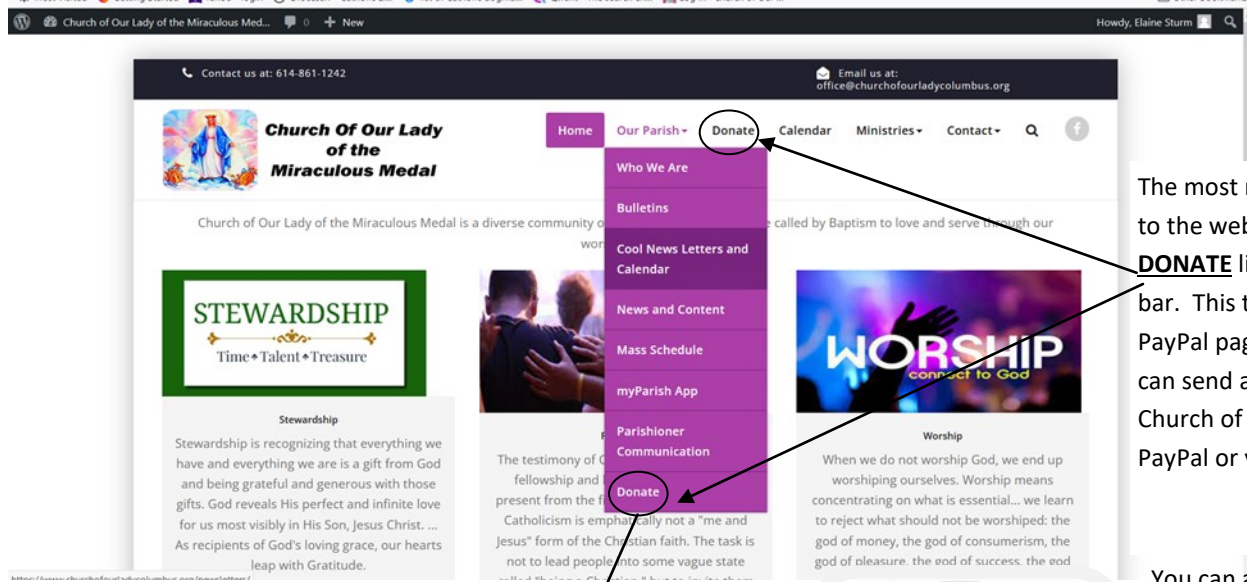 Church of Our Lady of the Miraculous Med... 0 + New
Howdy, Elaine Sturm
Contact us at: 614-861-1242
Email us at:
office@churchofourladycolumbus.org
Church Of Our Lady
of the
Miraculous Medal
Home Our Parish Donate Calendar Ministries Contact
Who We Are
Bulletins
Cool News Letters and
Calendar
News and Content
Mass Schedule
myParish App
Parishioner
Communication
Donate
Church of Our Lady of the Miraculous Medal is a diverse community called by Baptism to love and serve through our
STEWARDSHIP
Time Talent Treasure
Stewardship
Stewardship is recognizing that everything we
have and everything we are is a gift from God
and being grateful and generous with those
gifts. God reveals His perfect and infinite love
for us most visibly in His Son, Jesus Christ. ...
As recipients of God's loving grace, our hearts
leap with Gratitude.
The testimony of
fellowship and
present from the
Catholicism is emphatically not a "me and
Jesus" form of the Christian faith. The task is
not to lead people into some vague state
called "being a Christian," but to invite them
WORSHIP
connect to God
Worship
When we do not worship God, we end up
worshiping ourselves. Worship means
concentrating on what is essential... we learn
to reject what should not be worshiped: the
god of money, the god of consumerism, the
god of pleasure, the god of success, the god
The most
to the web
DONATE
bar. This
PayPal
can send a
Church of
PayPal or
You can
https://www.churchofourladycolumbus.org/newsletters/